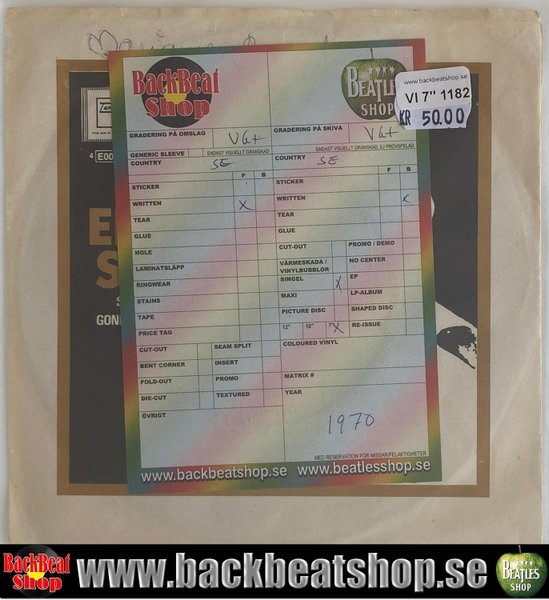 BackBeat
Shop
BEATLES
SHOP
www.backbeatshop.se
VI 7" 1182
KR 50.00
4 E00
GRADERING PÅ OMSLAG VG+
GENERIC SLEEVE
COUNTRY SE
F B
STICKER
WRITTEN X
TEAR
GLUE
HOLE
LAMINATSLÄPP
RINGWEAR
STAINS
TAPE
PRICE TAG
CUT-OUT SEAM SPLIT
BENT CORNER INSERT
FOLD-OUT PROMO
DIE-CUT TEXTURED
ÖVRIGT
GRADERING PÅ SKIVA VG+
ENDAST VISUELLT GRANSKAD, EJ PROVSPELAD
COUNTRY SE
F B
STICKER
WRITTEN x
TEAR
GLUE
CUT-OUT PROMO / DEMO
VÄRMESKADA /
VINYLBUBBLOR NO CENTER
SINGEL X EP
MAXI LP-ALBUM
PICTURE DISC SHAPED DISC
12" 10" 7" X RE-ISSUE
COLOURED VINYL
MATRIX #
YEAR
1970
MED RESERVATION FÖR MISSAR/FELAKTIGHETER
www.backbeatshop.se www.beatlesshop.se
E
S
S
GON
BackBeat
Shop
www.backbeatshop.se
BEATLES
SHOP